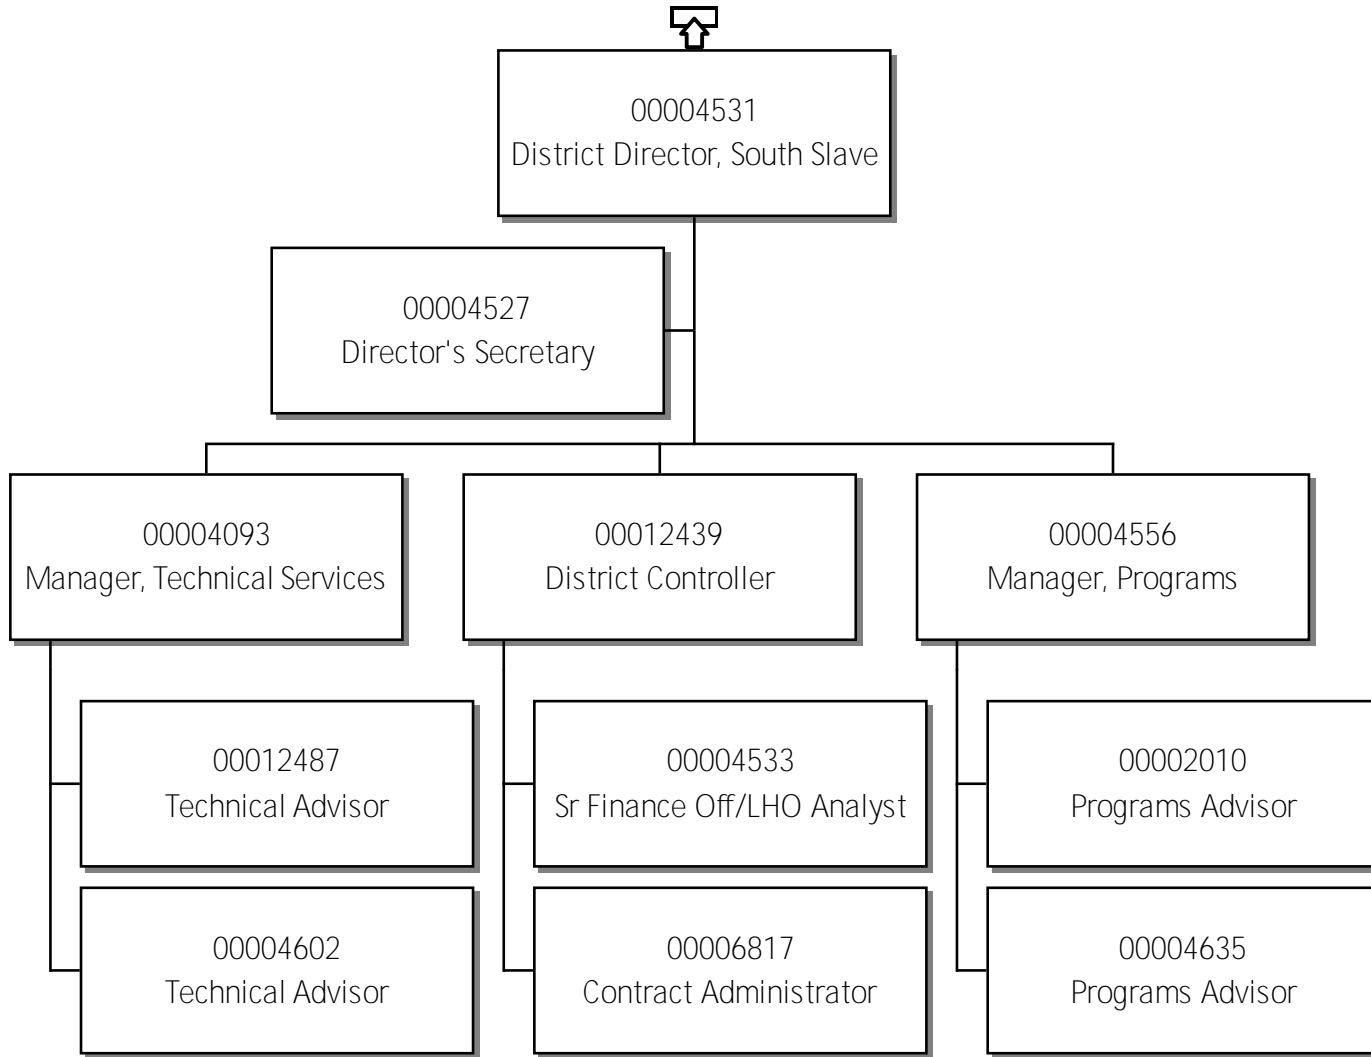 00004531
District Director, South Slave
00004527
Director's Secretary
00004093
Manager, Technical Services
00012439
District Controller
00004556
Manager, Programs
00012487
Technical Advisor
00004533
Sr Finance Off/LHO Analyst
00002010
Programs Advisor
00004602
Technical Advisor
00006817
Contract Administrator
00004635
Programs Advisor